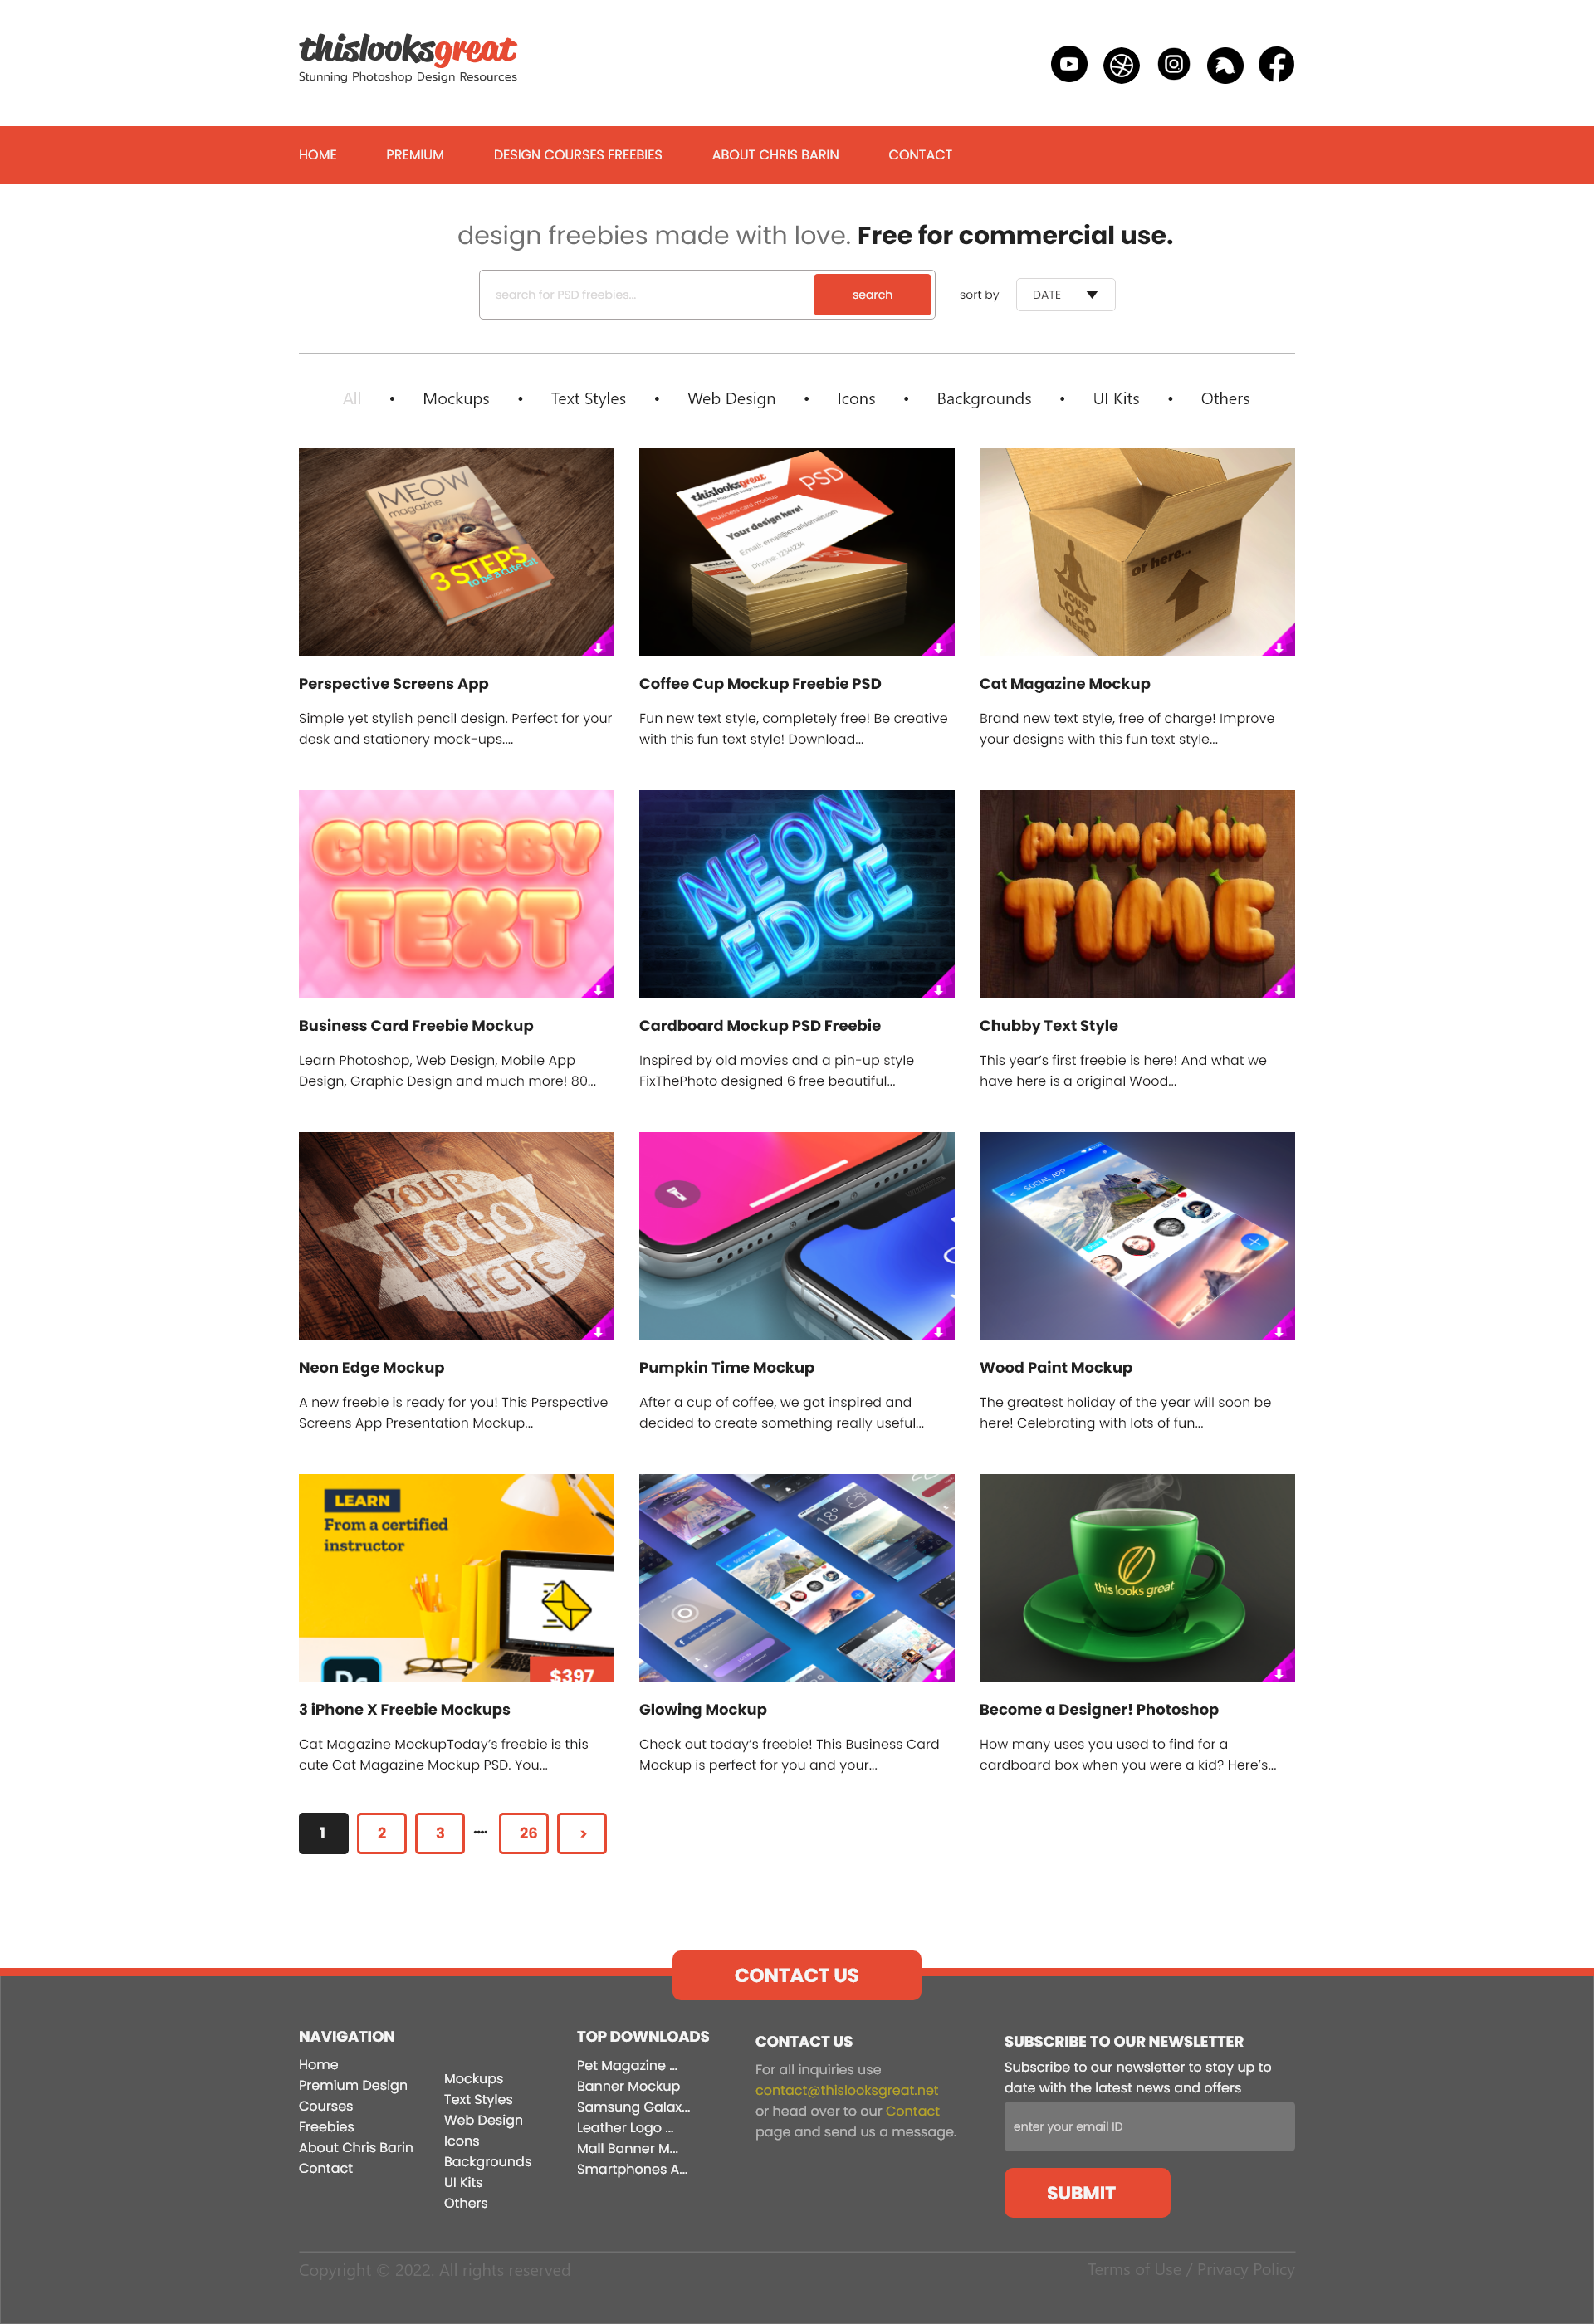 thislooksgreat
Stunning Photoshop Design Resources
HOME
PREMIUM
DESIGN COURSES FREEBIES
ABOUT CHRIS BARIN
CONTACT
design freebies made with love. Free for commercial use.
search for PSD freebies...
search
sort by
DATE
All • Mockups • Text Styles • Web Design • Icons • Backgrounds • UI Kits • Others
MEOW
magazine
3 STEPS
to be a cute cat
thislooksgreat
Stunning Photoshop Design Resources
PSD
business card mockup
Your design here!
Email: email@emaildomain.com
Phone: 12341234
or here...
YOUR
LOGO
HERE
Perspective Screens App
Simple yet stylish pencil design. Perfect for your
desk and stationery mock-ups....
Coffee Cup Mockup Freebie PSD
Fun new text style, completely free! Be creative
with this fun text style! Download...
Cat Magazine Mockup
Brand new text style, free of charge! Improve
your designs with this fun text style...
CHUBBY
TEXT
NEON
EDGE
PUMPKIN
TIME
Business Card Freebie Mockup
Learn Photoshop, Web Design, Mobile App
Design, Graphic Design and much more! 80...
Cardboard Mockup PSD Freebie
Inspired by old movies and a pin-up style
FixThePhoto designed 6 free beautiful...
Chubby Text Style
This year’s first freebie is here! And what we
have here is a original Wood...
YOUR
LOGO
HERE
SOCIAL APP
Neon Edge Mockup
A new freebie is ready for you! This Perspective
Screens App Presentation Mockup...
Pumpkin Time Mockup
After a cup of coffee, we got inspired and
decided to create something really useful...
Wood Paint Mockup
The greatest holiday of the year will soon be
here! Celebrating with lots of fun...
LEARN
From a certified
instructor
Ps
$397
18°
SOCIAL APP
this looks great
3 iPhone X Freebie Mockups
Cat Magazine MockupToday’s freebie is this
cute Cat Magazine Mockup PSD. You...
Glowing Mockup
Check out today’s freebie! This Business Card
Mockup is perfect for you and your...
Become a Designer! Photoshop
How many uses you used to find for a
cardboard box when you were a kid? Here’s...
1 2 3 .... 26 >
CONTACT US
NAVIGATION
Home
Premium Design
Courses
Freebies
About Chris Barin
Contact
Mockups
Text Styles
Web Design
Icons
Backgrounds
UI Kits
Others
TOP DOWNLOADS
Pet Magazine ...
Banner Mockup
Samsung Galax...
Leather Logo ...
Mall Banner M...
Smartphones A...
CONTACT US
For all inquiries use
contact@thislooksgreat.net
or head over to our Contact
page and send us a message.
SUBSCRIBE TO OUR NEWSLETTER
Subscribe to our newsletter to stay up to
date with the latest news and offers
enter your email ID
SUBMIT
Copyright © 2022. All rights reserved
Terms of Use / Privacy Policy